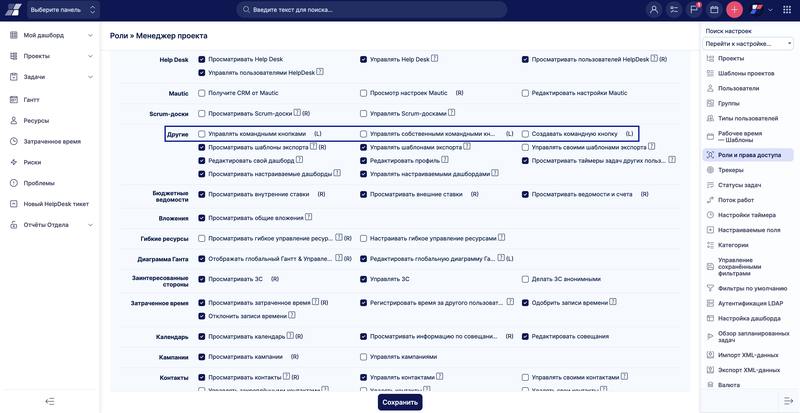 Выберите панель
Введите текст для поиска...
Мой дашборд
Проекты
Задачи
Гантт
Ресурсы
Затраченное время
Риски
Проблемы
Новый HelpDesk тикет
Отчёты Отдела
Роли » Менеджер проекта
Help Desk
Просматривать Help Desk
Управлять Help Desk ?
Просматривать пользователей HelpDesk ? (R)
Управлять пользователями HelpDesk ?
Mautic
Получите CRM от Mautic
Просмотр настроек Mautic (R)
Редактировать настройки Mautic
Scrum-доски
Просматривать Scrum-доски ? (R)
Управлять Scrum-досками ?
Другие
Управлять командными кнопками (L)
Управлять собственными командными кн... (L)
Создавать командную кнопку (L)
Просматривать шаблоны экспорта ? (R)
Управлять шаблонами экспорта ?
Управлять своими шаблонами экспорта ?
Редактировать свой дашборд ?
Редактировать профиль ?
Просматривать таймеры задач других польз... ?
Просматривать настраиваемые дашборды ?
Управлять настраиваемыми дашбордами ?
Бюджетные ведомости
Просматривать внутренние ставки (R)
Просматривать внешние ставки (R)
Просматривать ведомости и счета (R)
Вложения
Просматривать общие вложения ?
Гибкие ресурсы
Просматривать гибкое управление ресур... ? (R)
Настраивать гибкое управление ресурсами ?
Диаграмма Ганта
Отображать глобальный Гантт & Управле... ? (R)
Редактировать глобальную диаграмму Га... ? (L)
Заинтересованные стороны
Просматривать ЗС (R)
Управлять ЗС
Делать ЗС анонимными
Затраченное время
Просматривать затраченное время ? (R)
Регистрировать время за другого пользоват... ?
Одобрить записи времени ?
Отклонить записи времени ?
Календарь
Просматривать календарь ? (R)
Просматривать информацию по совещани... (R)
Редактировать совещания
Кампании
Просматривать кампании (R)
Управлять кампаниями
Контакты
Просматривать контакты ? (R)
Управлять контактами ?
Управлять своими контактами ?
Сохранить
Поиск настроек
Перейти к настройке...
Проекты
Шаблоны проектов
Пользователи
Группы
Типы пользователей
Рабочее время
— Шаблоны
Роли и права доступа
Трекеры
Статусы задач
Поток работ
Настройки таймера
Настраиваемые поля
Категории
Управление
сохранёнными
фильтрами
Фильтры по умолчанию
Аутентификация LDAP
Настройка дашборда
Обзор запланированных
задач
Импорт XML-данных
Экспорт XML-данных
Валюта